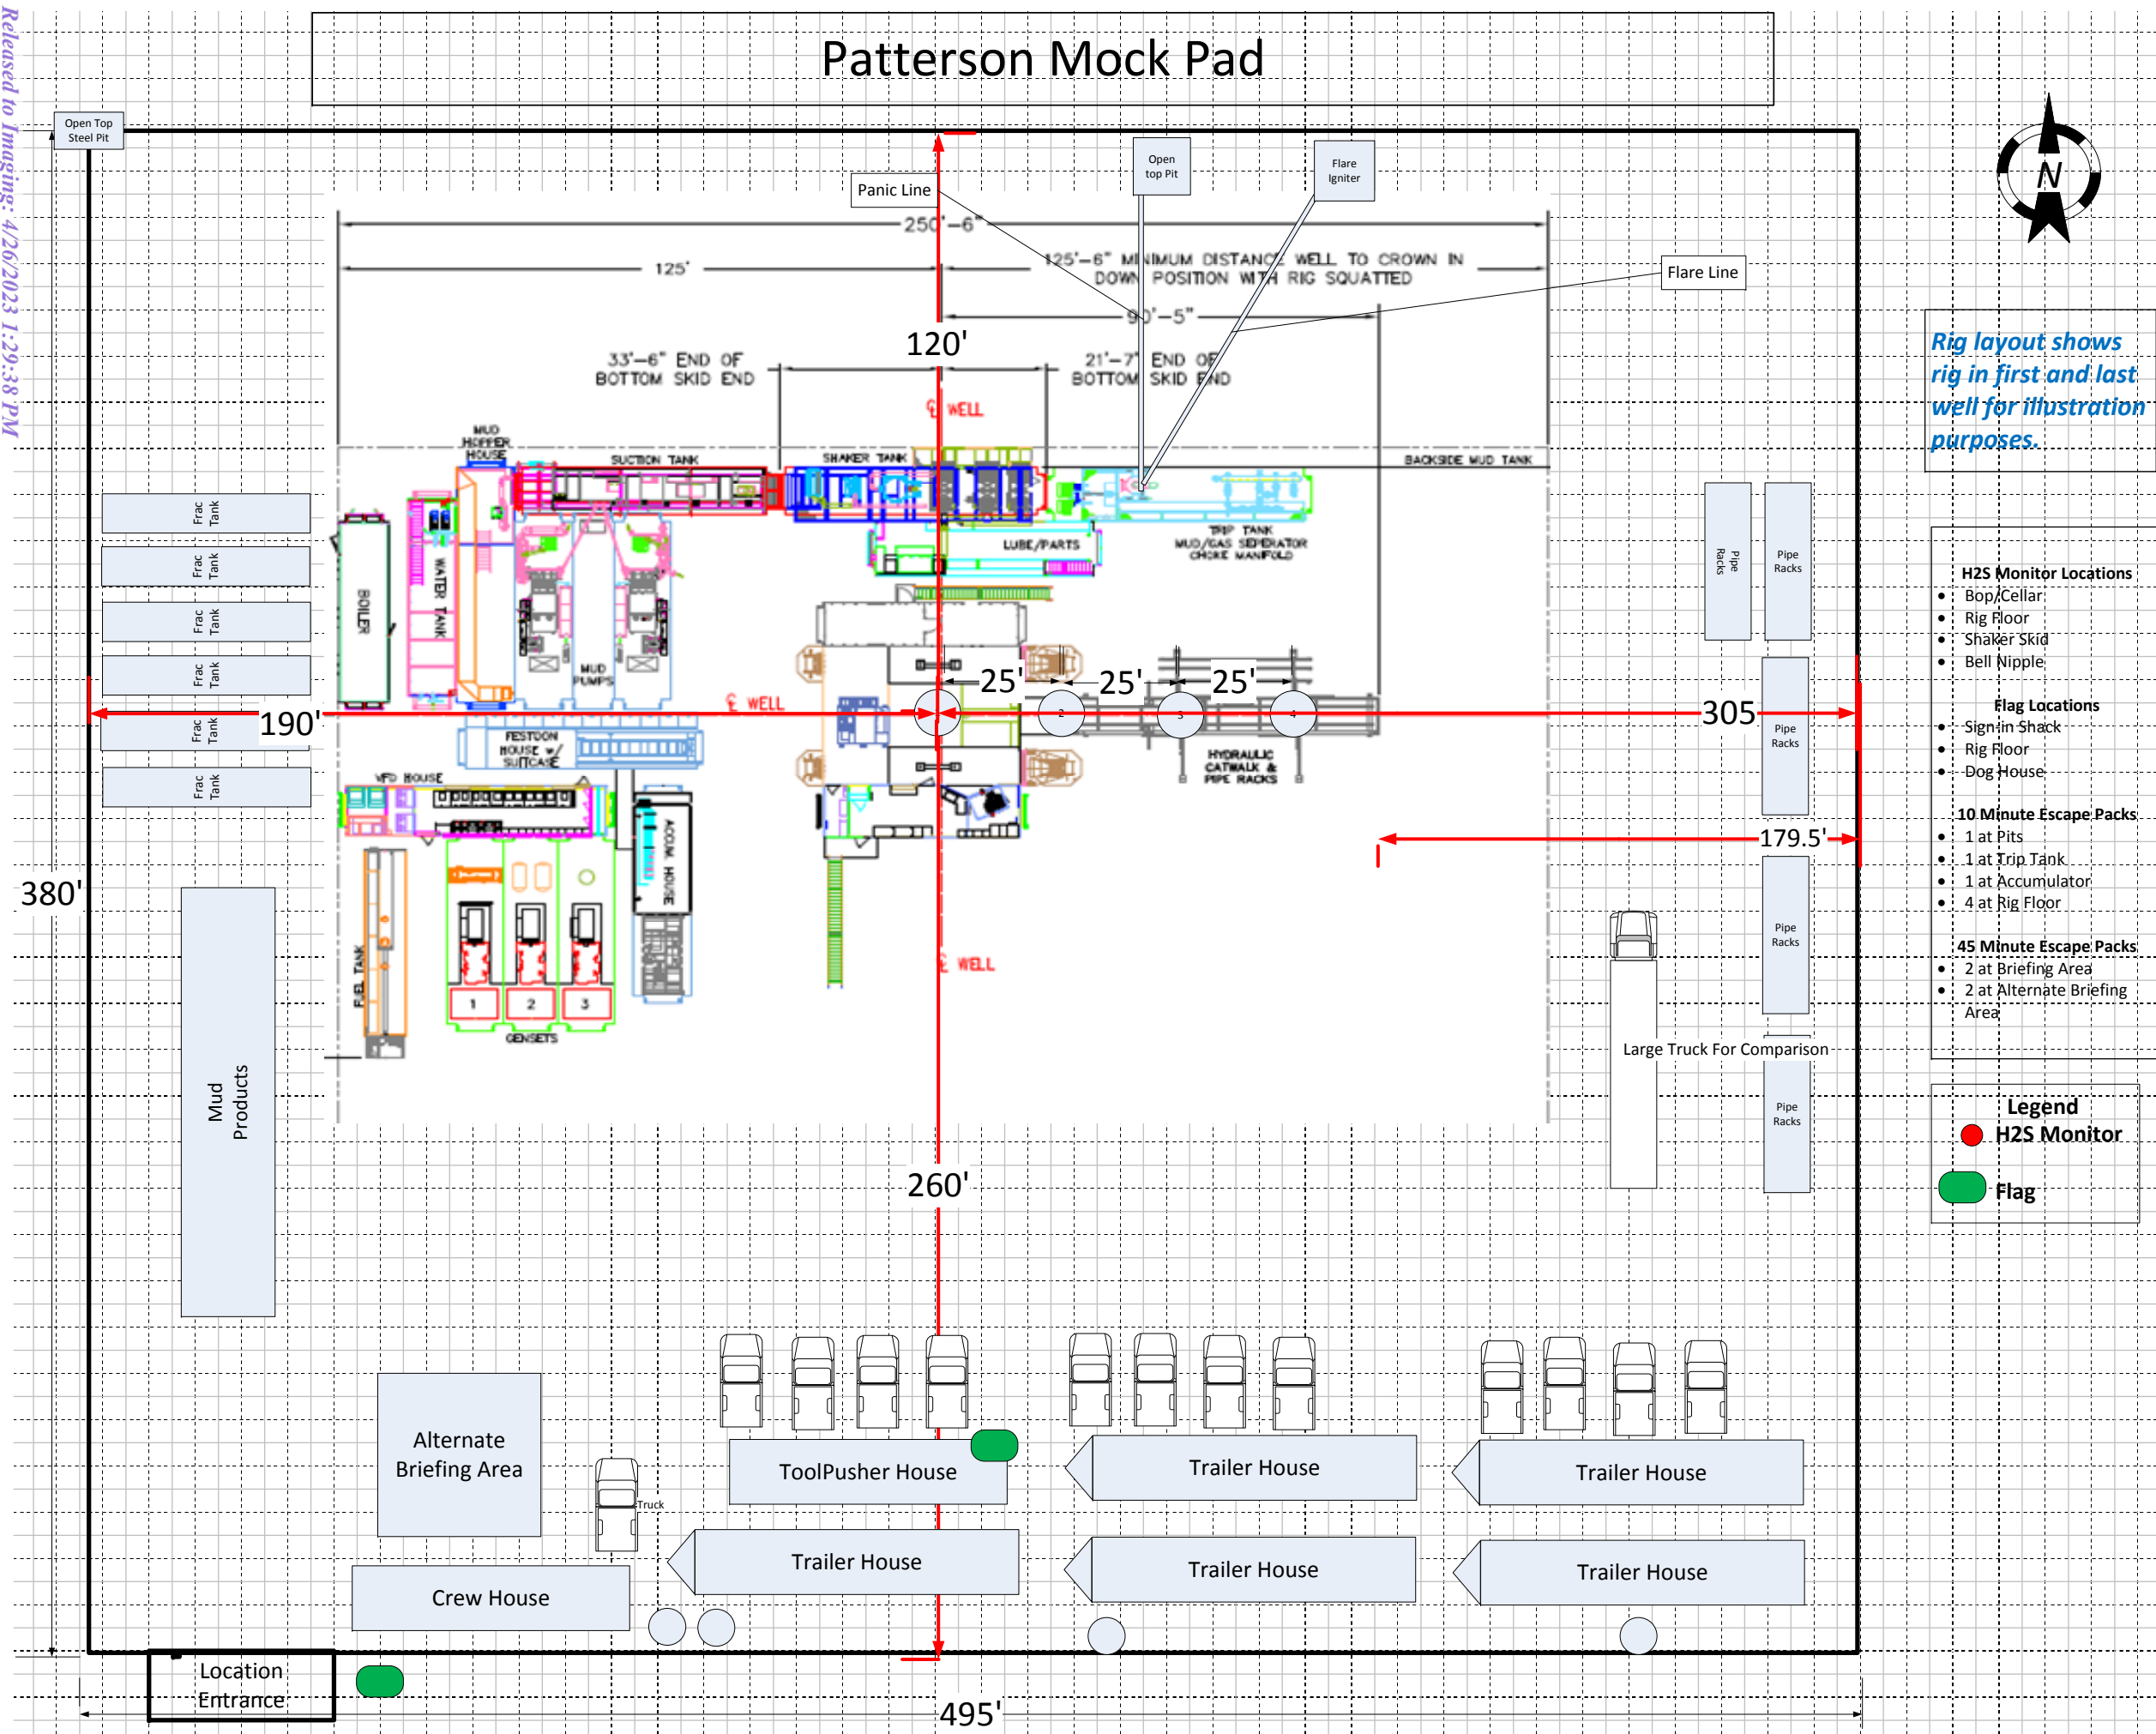 Released to Imaging: 4/26/2023 1:29:38 PM
Patterson Mock Pad
Open Top
Steel Pit
Open
top Pit
Flare
Igniter
N
Panic Line
250'-6"
125'
125'-6" MINIMUM DISTANCE WELL TO CROWN IN
DOWN POSITION WITH RIG SQUATTED
Flare Line
90'-5"
120'
33'-6" END OF
BOTTOM SKID END
21'-7" END OF
BOTTOM SKID END
Rig layout shows
rig in first and last
well for illustration
purposes.
℄ WELL
MUD
HOPPER
HOUSE
SUCTION TANK
SHAKER TANK
BACKSIDE MUD TANK
Frac
Tank
Frac
Tank
Frac
Tank
Frac
Tank
Frac
Tank
Frac
Tank
BOILER
WATER TANK
MUD
PUMPS
LUBE/PARTS
TRIP TANK
MUD/GAS SEPERATOR
CHOKE MANIFOLD
Pipe
Racks
Pipe
Racks
Pipe
Racks
Pipe
Racks
Pipe
Racks
H2S Monitor Locations
• Bop/Cellar
• Rig Floor
• Shaker Skid
• Bell Nipple
Flag Locations
• Sign-in Shack
• Rig Floor
• Dog House
10 Minute Escape Packs
• 1 at Pits
• 1 at Trip Tank
• 1 at Accumulator
• 4 at Rig Floor
45 Minute Escape Packs
• 2 at Briefing Area
• 2 at Alternate Briefing
Area
25'
25'
25'
190'
℄ WELL
2
3
4
305
FESTOON
HOUSE w/
SUITCASE
HYDRAULIC
CATWALK &
PIPE RACKS
VFD HOUSE
ACCUM. HOUSE
179.5'
380'
FUEL TANK
1
2
3
GENSETS
℄ WELL
Mud
Products
Large Truck For Comparison
Legend
H2S Monitor
Flag
260'
Alternate
Briefing Area
Truck
ToolPusher House
Trailer House
Trailer House
Trailer House
Trailer House
Trailer House
Crew House
Location
Entrance
495'